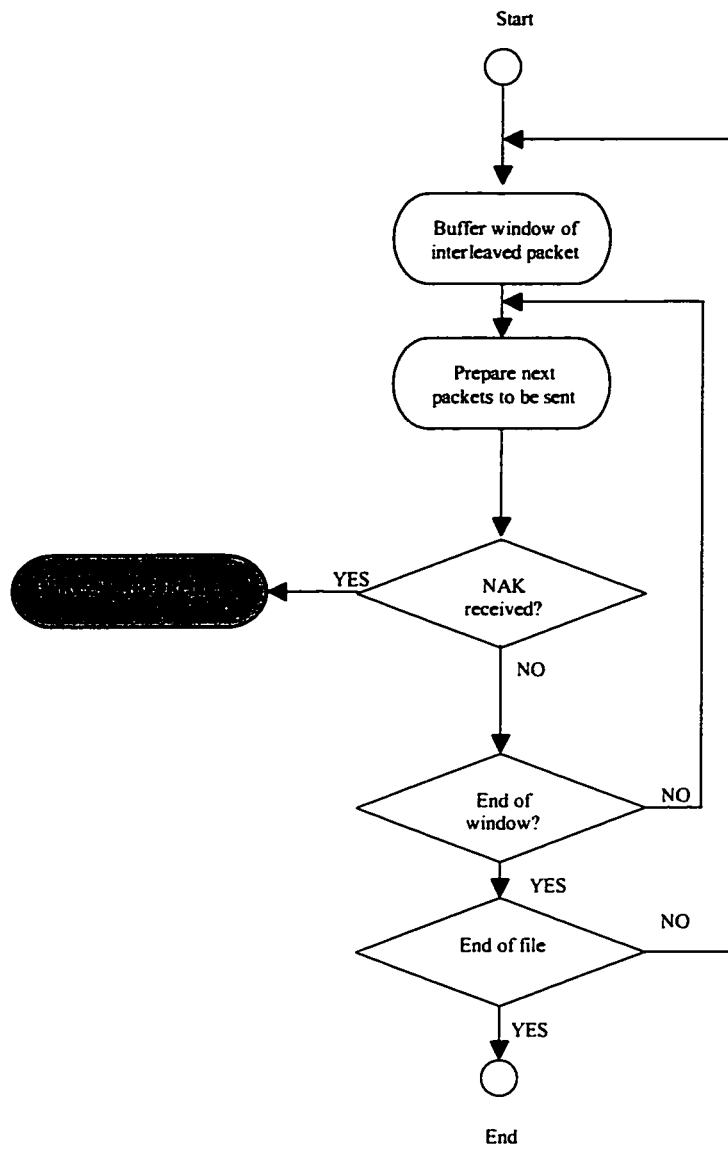 Start
Buffer window of
interleaved packet
Prepare next
packets to be sent
YES
NAK
received?
NO
End of
window?
NO
YES
End of file
NO
YES
End